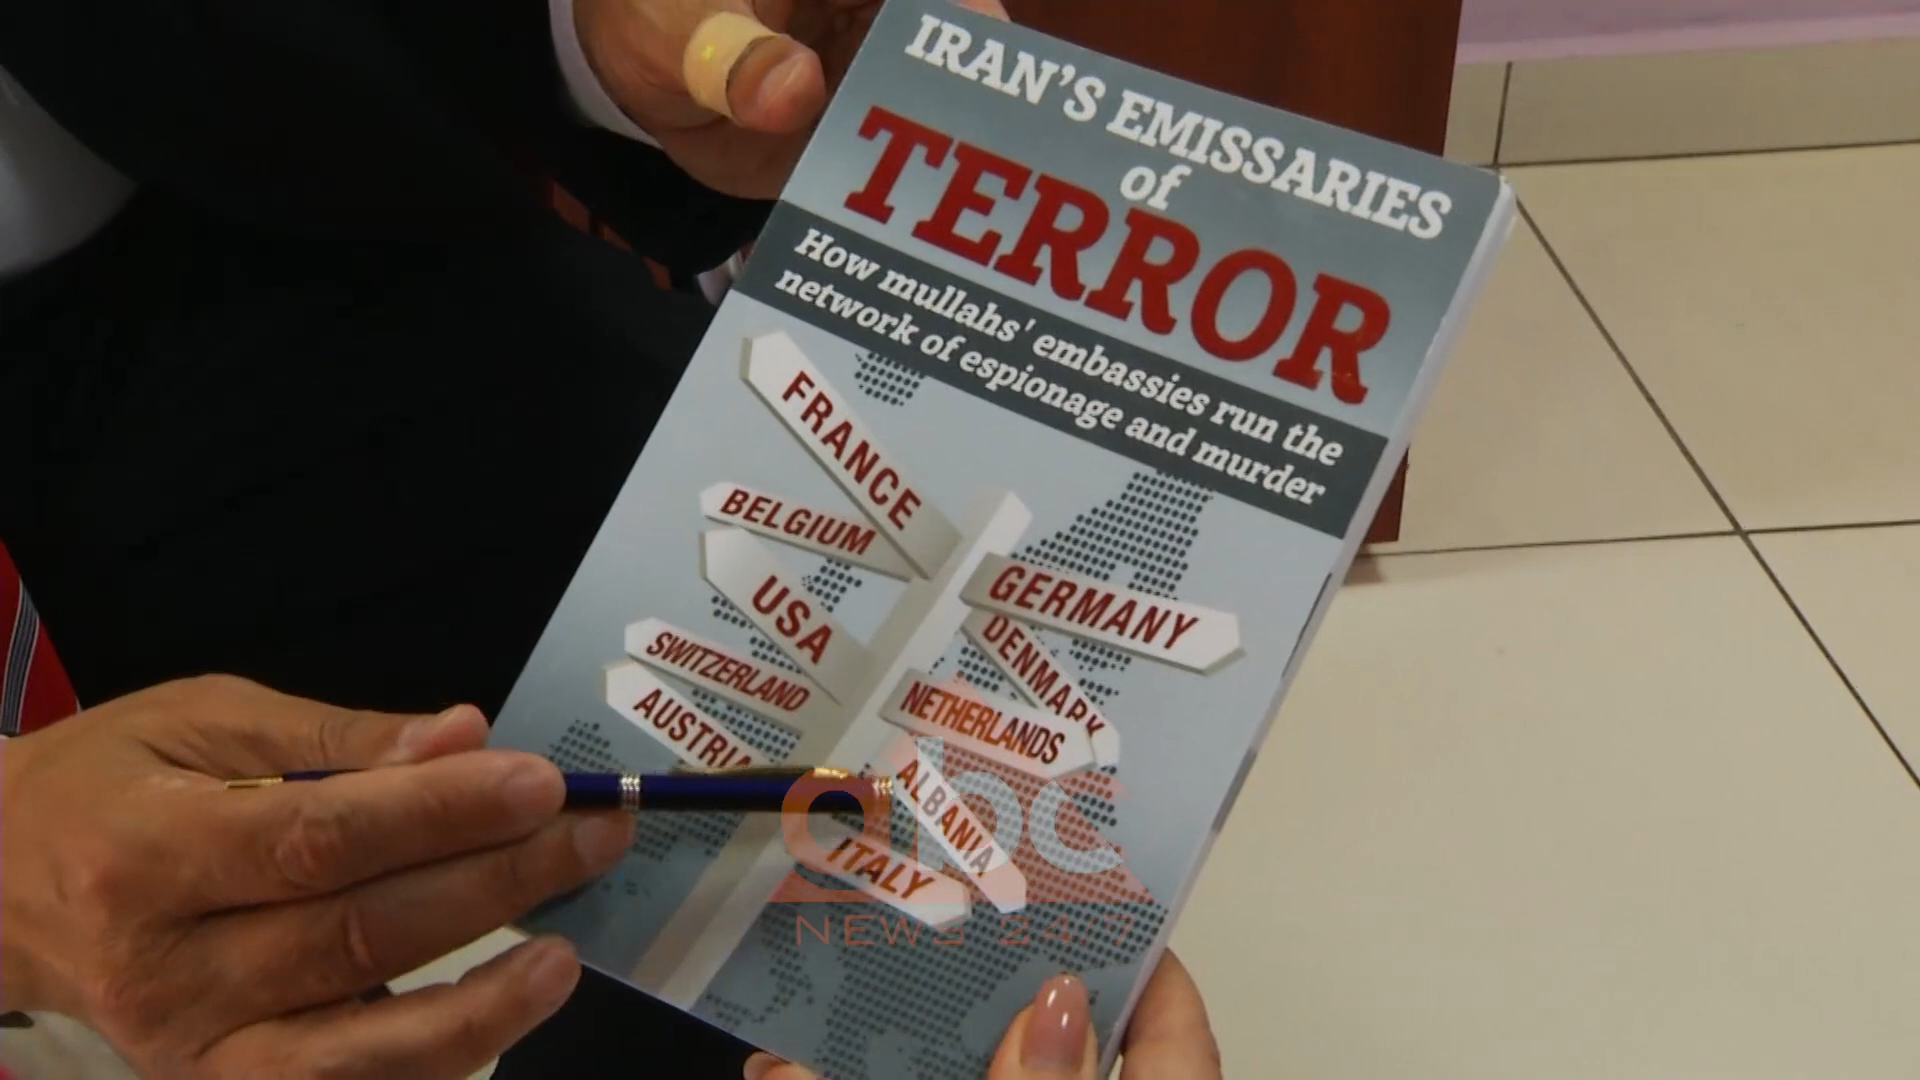 IRAN'S EMISSARIES
of
TERROR
How mullahs' embassies run the
network of espionage and murder
FRANCE
BELGIUM
USA
SWITZERLAND
AUSTRIA
GERMANY
DENMARK
NETHERLANDS
ALBANIA
ITALY
abc
NEWS 24/7